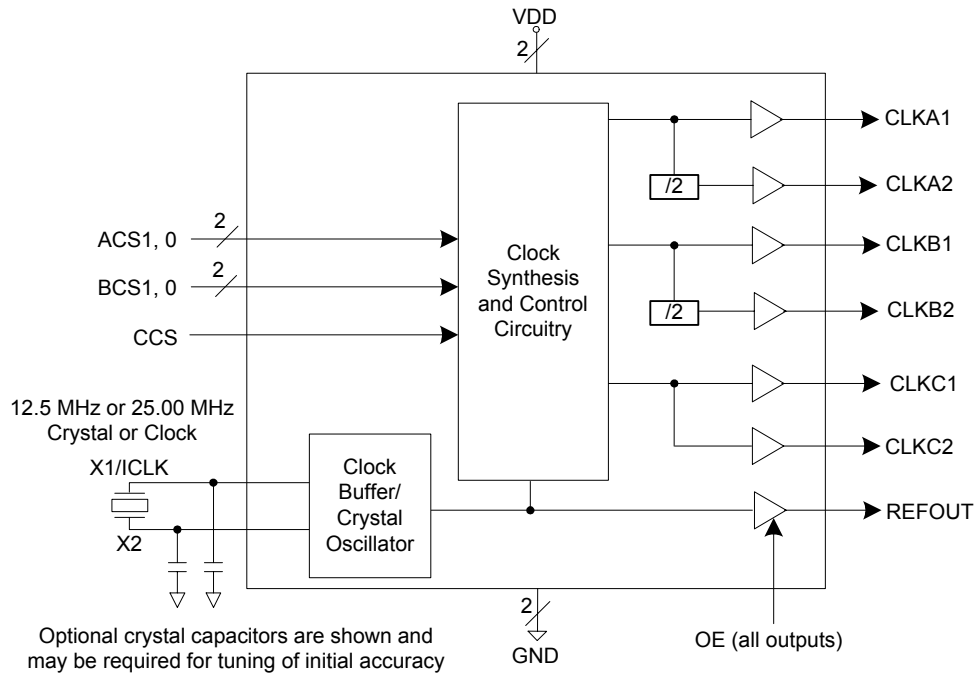 VDD
2
CLKA1
/2
CLKA2
2
ACS1, 0
CLKB1
2
BCS1, 0
Clock
Synthesis
and Control
Circuitry
/2
CLKB2
CCS
CLKC1
12.5 MHz or 25.00 MHz
Crystal or Clock
X1/ICLK
X2
Clock
Buffer/
Crystal
Oscillator
CLKC2
REFOUT
2
GND
OE (all outputs)
Optional crystal capacitors are shown and
may be required for tuning of initial accuracy